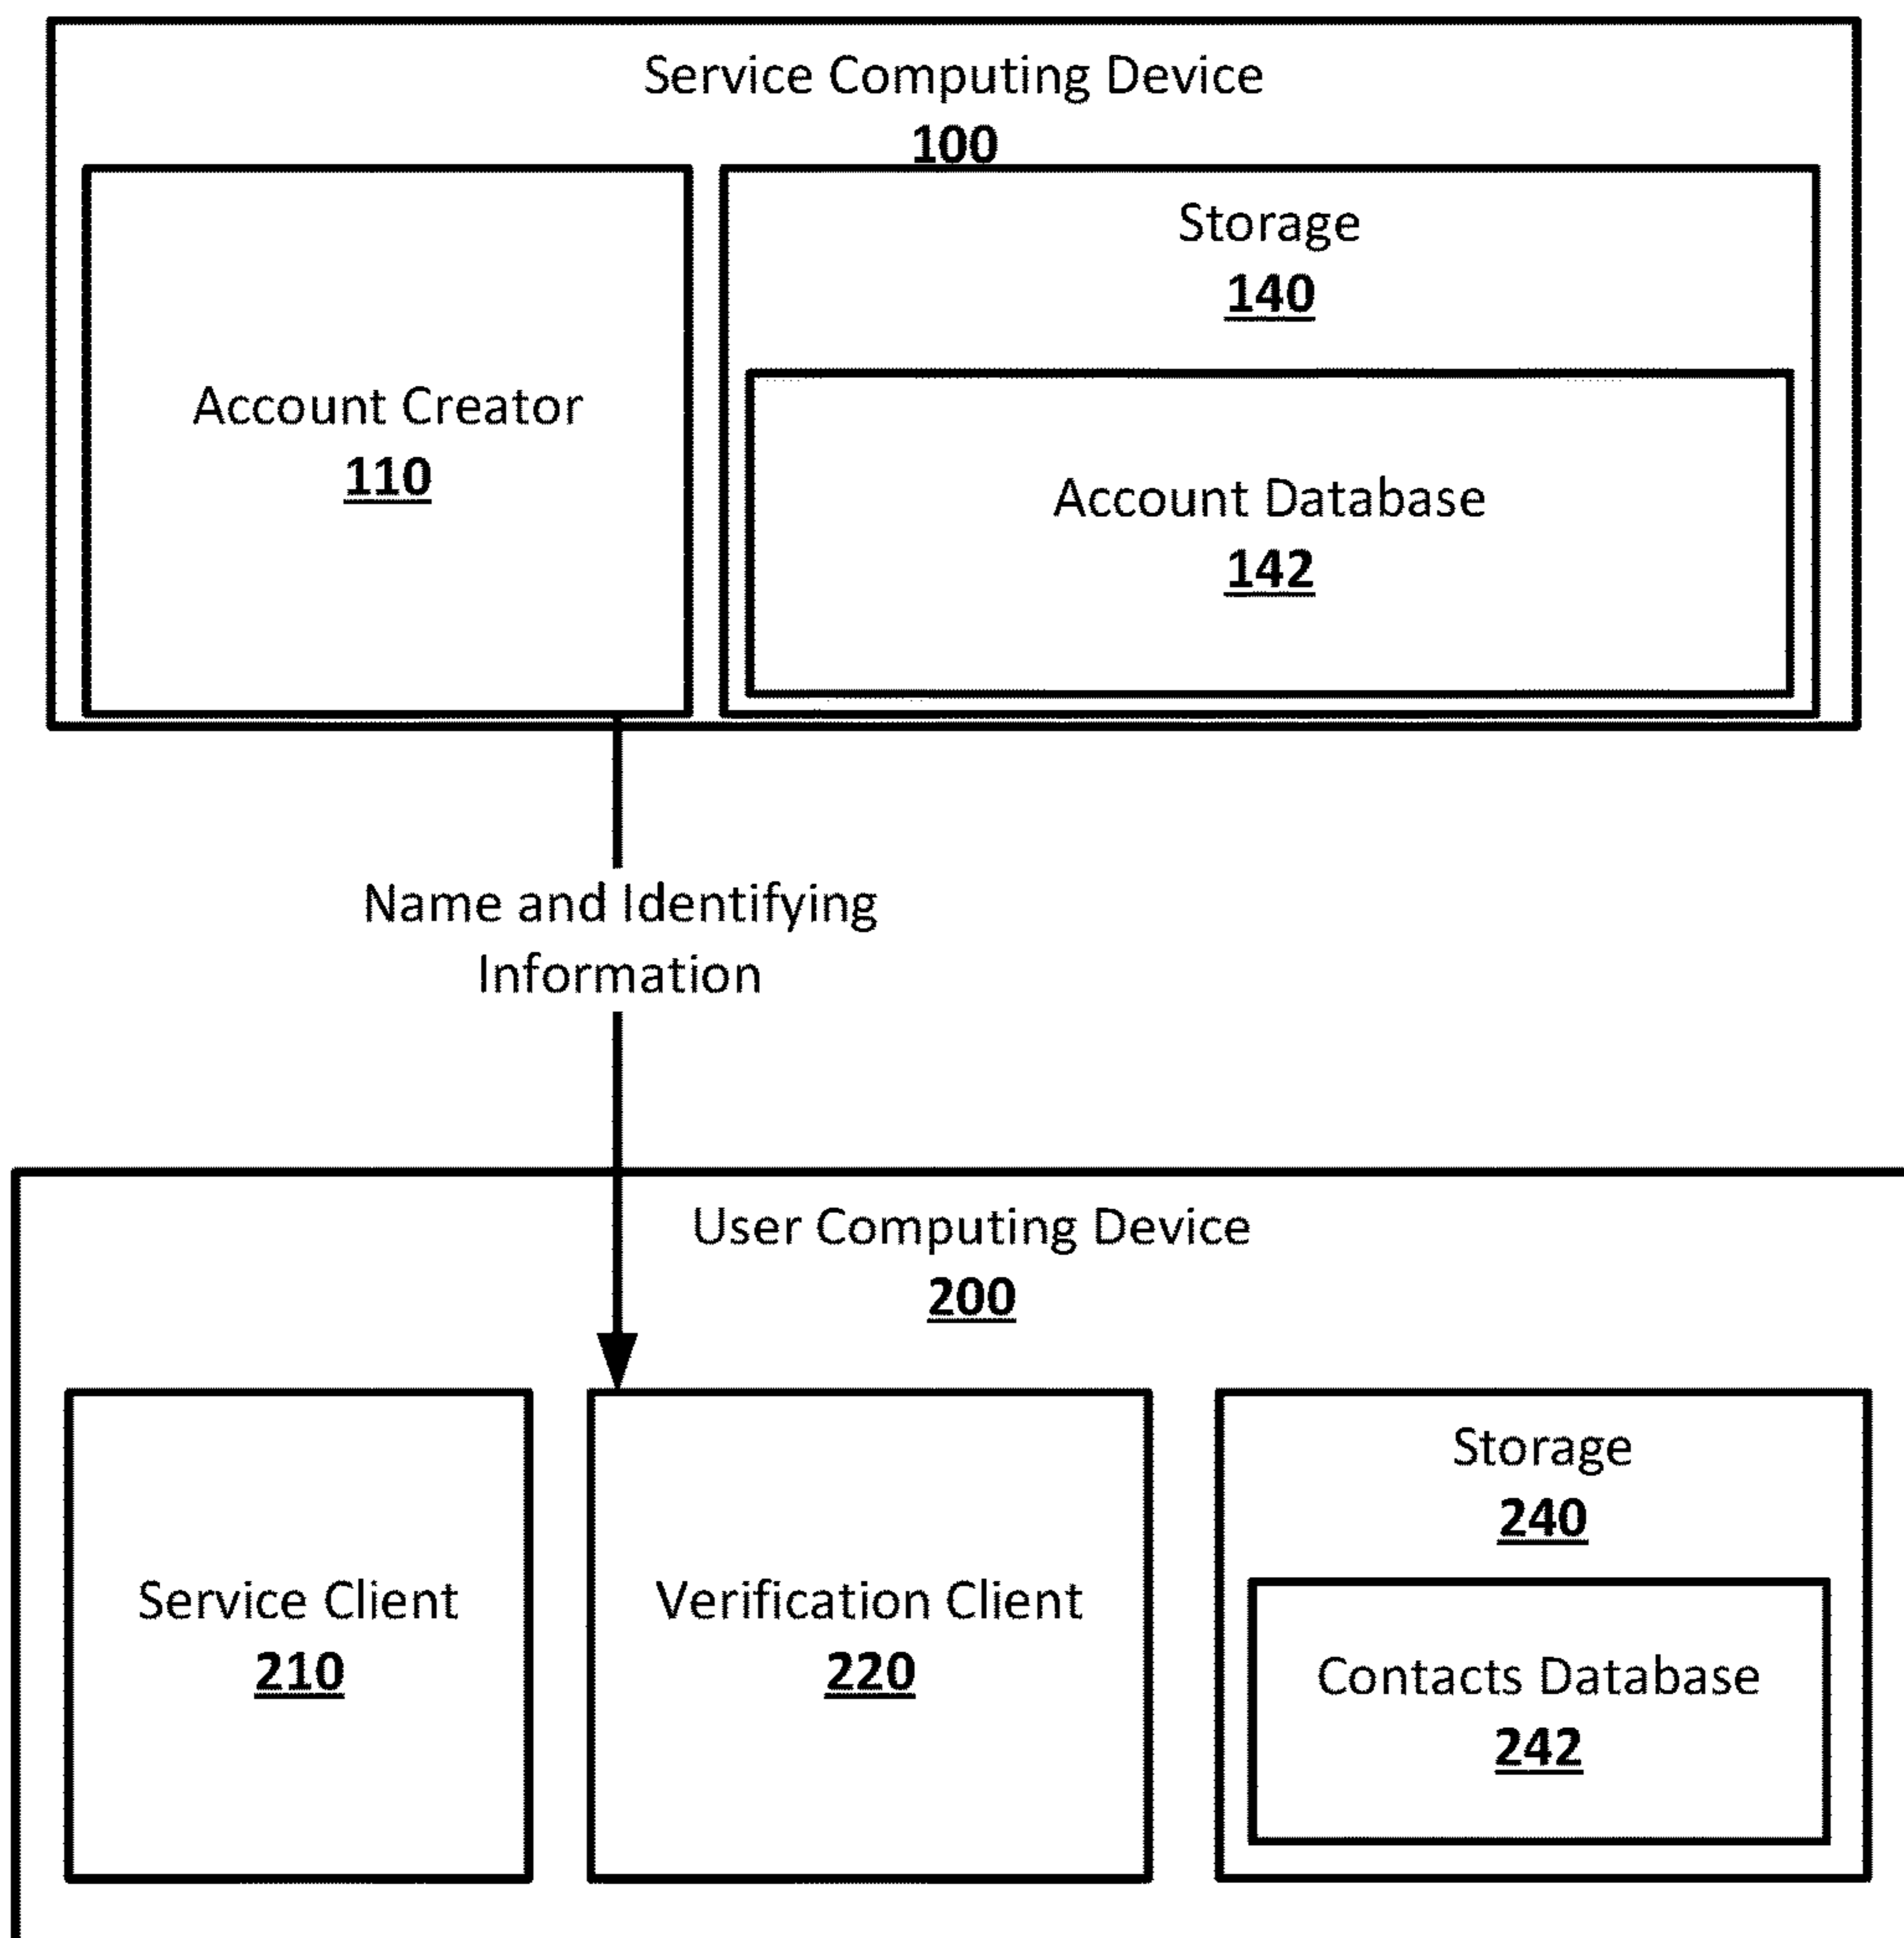 Service Computing Device
100
Account Creator
110
Storage
140
Account Database
142
Name and Identifying
Information
User Computing Device
200
Service Client
210
Verification Client
220
Storage
240
Contacts Database
242